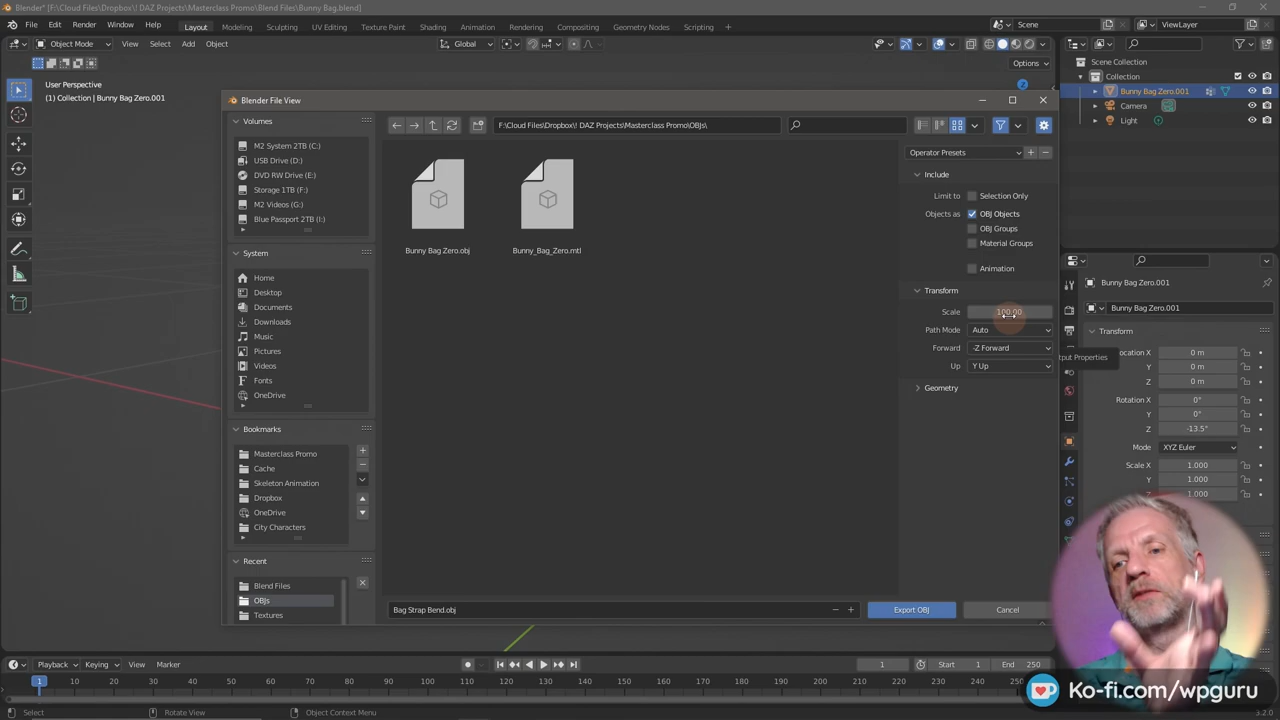 Blender* [F:\Cloud Files\Dropbox\! DAZ Projects\Masterclass Promo\Blend Files\Bunny Bag.blend]
File Edit Render Window Help Layout Modeling Sculpting UV Editing Texture Paint Shading Animation Rendering Compositing Geometry Nodes Scripting Scene ViewLayer
Object Mode View Select Add Object Global
Options
User Perspective
(1) Collection | Bunny Bag Zero.001
Scene Collection
Collection
Bunny Bag Zero.001
Camera
Light
Blender File View
Volumes
M2 System 2TB (C:)
USB Drive (D:)
DVD RW Drive (E:)
Storage 1TB (F:)
M2 Videos (G:)
Blue Passport 2TB (I:)
System
Home
Desktop
Documents
Downloads
Music
Pictures
Videos
Fonts
OneDrive
Bookmarks
Masterclass Promo
Cache
Skeleton Animation
Dropbox
OneDrive
City Characters
Recent
Blend Files
OBJs
Textures
F:\Cloud Files\Dropbox\! DAZ Projects\Masterclass Promo\OBJs\
Bunny Bag Zero.obj
Bunny_Bag_Zero.mtl
Bag Strap Bend.obj
Export OBJ
Cancel
Operator Presets
Include
Limit to Selection Only
Objects as OBJ Objects
OBJ Groups
Material Groups
Animation
Transform
Scale 100.00
Path Mode Auto
Forward -Z Forward
Up Y Up
Geometry
Bunny Bag Zero.001
Bunny Bag Zero.001
Transform
ocation X 0 m
Y 0 m
Z 0 m
Rotation X 0°
Y 0°
Z -13.5°
Mode XYZ Euler
Scale X 1.000
Y 1.000
Z 1.000
tput Properties
Playback Keying View Marker 1 Start 1 End 250
1 10 20 30 40 50 60 70 80 90 100 110 120 130 140 150 160 170 180 190 200 210 220 230 240 250
Select Rotate View Object Context Menu 3.2.0
Ko-fi.com/wpguru